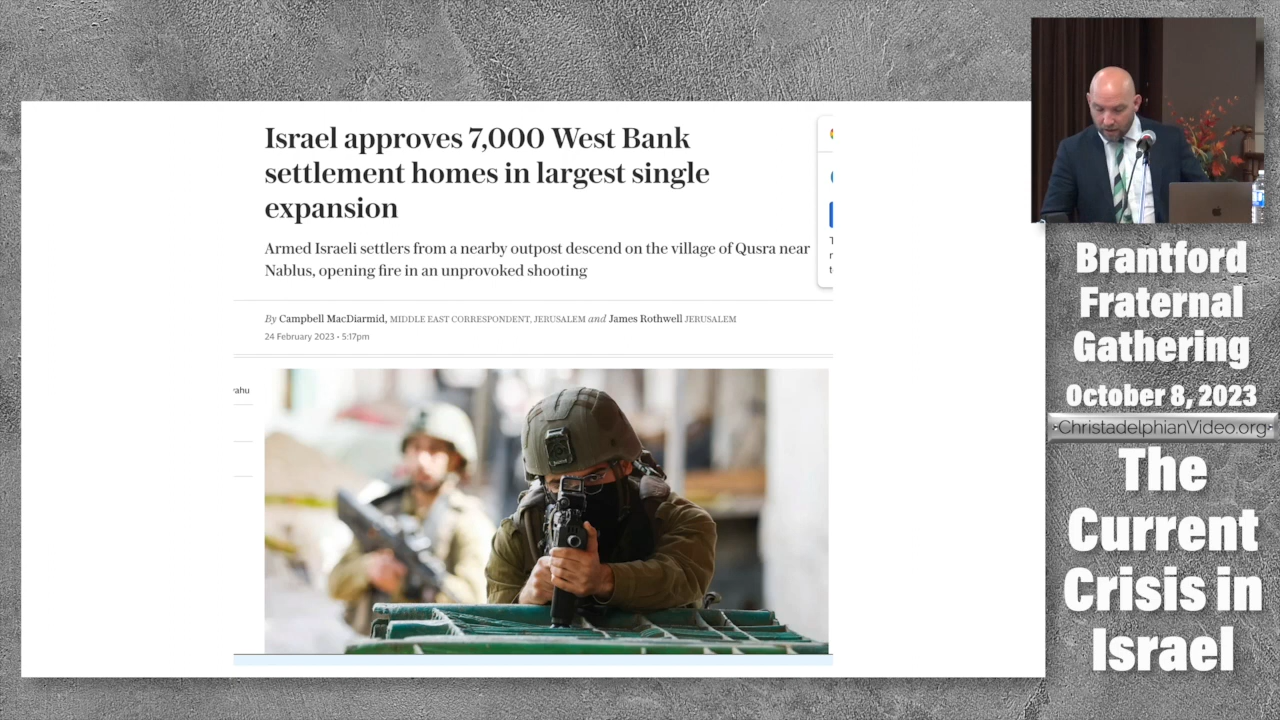 Israel approves 7,000 West Bank
settlement homes in largest single
expansion
Armed Israeli settlers from a nearby outpost descend on the village of Qusra near
Nablus, opening fire in an unprovoked shooting
By Campbell MacDiarmid, MIDDLE EAST CORRESPONDENT, JERUSALEM and James Rothwell JERUSALEM
24 February 2023 • 5:17pm
Brantford
Fraternal
Gathering
October 8, 2023
ChristadelphianVideo.org
The
Current
Crisis in
Israel